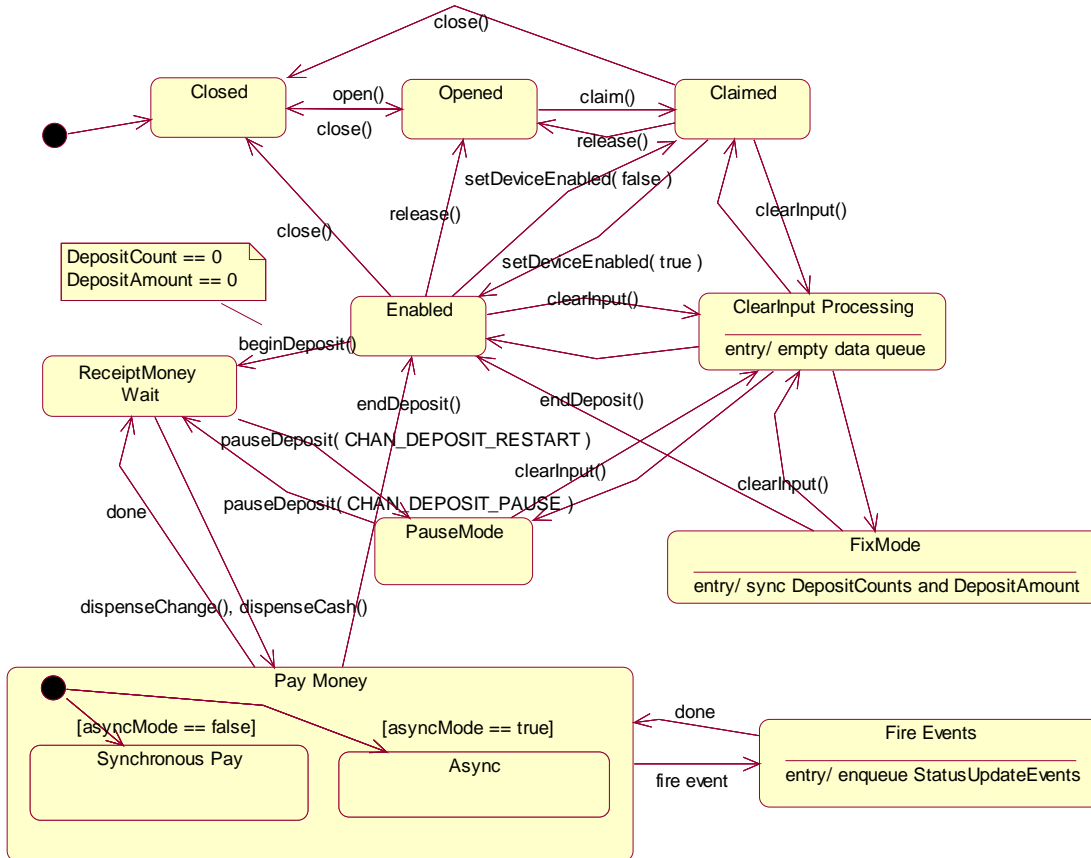 close()
Closed
Opened
Claimed
open()
claim()
close()
release()
setDeviceEnabled( false )
release()
clearInput()
close()
DepositCount == 0
DepositAmount == 0
setDeviceEnabled( true )
Enabled
clearInput()
ClearInput Processing
entry/ empty data queue
beginDeposit()
ReceiptMoney
Wait
endDeposit()
endDeposit()
pauseDeposit( CHAN_DEPOSIT_RESTART )
clearInput()
clearInput()
pauseDeposit( CHAN_DEPOSIT_PAUSE )
done
PauseMode
FixMode
entry/ sync DepositCounts and DepositAmount
dispenseChange(), dispenseCash()
Pay Money
[asyncMode == false]
[asyncMode == true]
done
Fire Events
Synchronous Pay
Async
entry/ enqueue StatusUpdateEvents
fire event